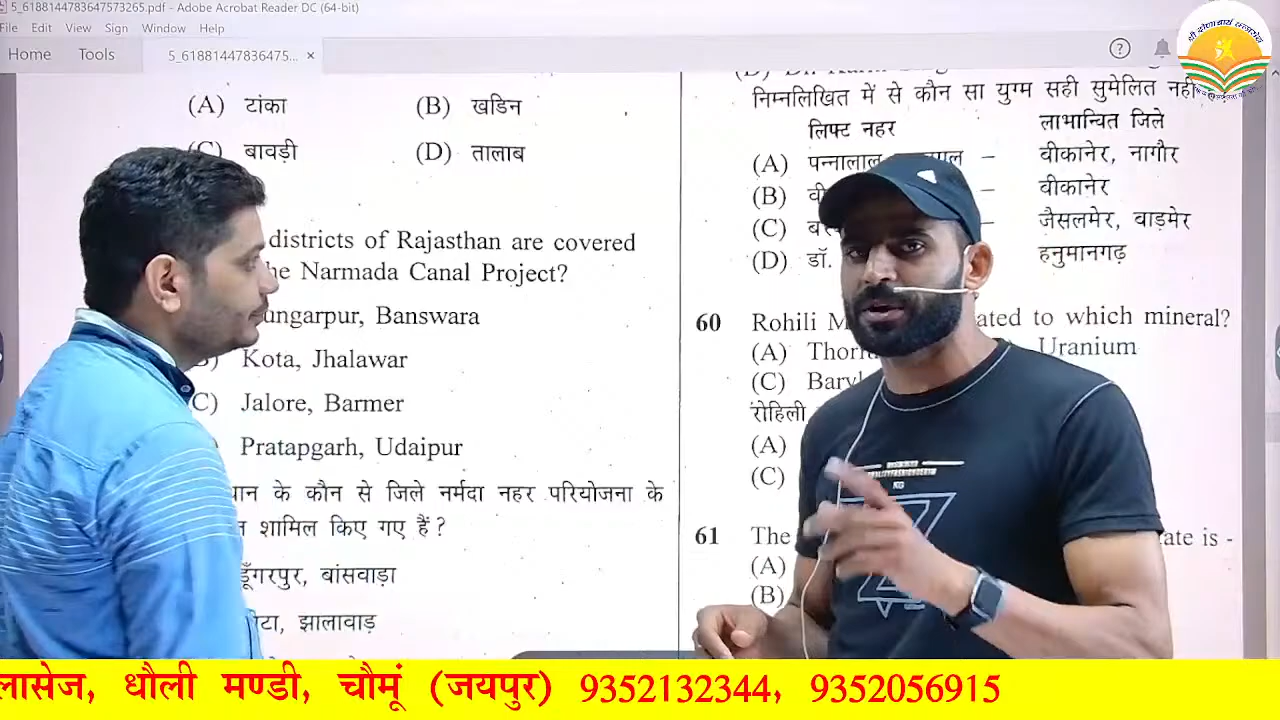 5_6188144783647573265.pdf - Adobe Acrobat Reader DC (64-bit)
File Edit View Sign Window Help
Home Tools 5_61881447836475... ×
(A) टांका (B) खडिन
(C) बावड़ी (D) तालाब
districts of Rajasthan are covered
he Narmada Canal Project?
ungarpur, Banswara
Kota, Jhalawar
C) Jalore, Barmer
Pratapgarh, Udaipur
के कौन से जिले नर्मदा नहर परियोजना के
शामिल किए गए हैं ?
डूँगरपुर, बांसवाड़ा
टा, झालावाड़
निम्नलिखित में से कौन सा युग्म सही सुमेलित नहीं
लिफ्ट नहर लाभान्वित जिले
(A) पन्नालाल – बीकानेर, नागौर
(B) – बीकानेर
(C) जैसलमेर, वाड़मेर
(D) डॉ. हनुमानगढ़
60 Rohili M ated to which mineral?
(A) Thor Uranium
(C) Baryl
रोहिली
(A)
(C)
61 The ate is -
(A)
(B)
लासेज, धौली मण्डी, चौमूं (जयपुर) 9352132344, 9352056915